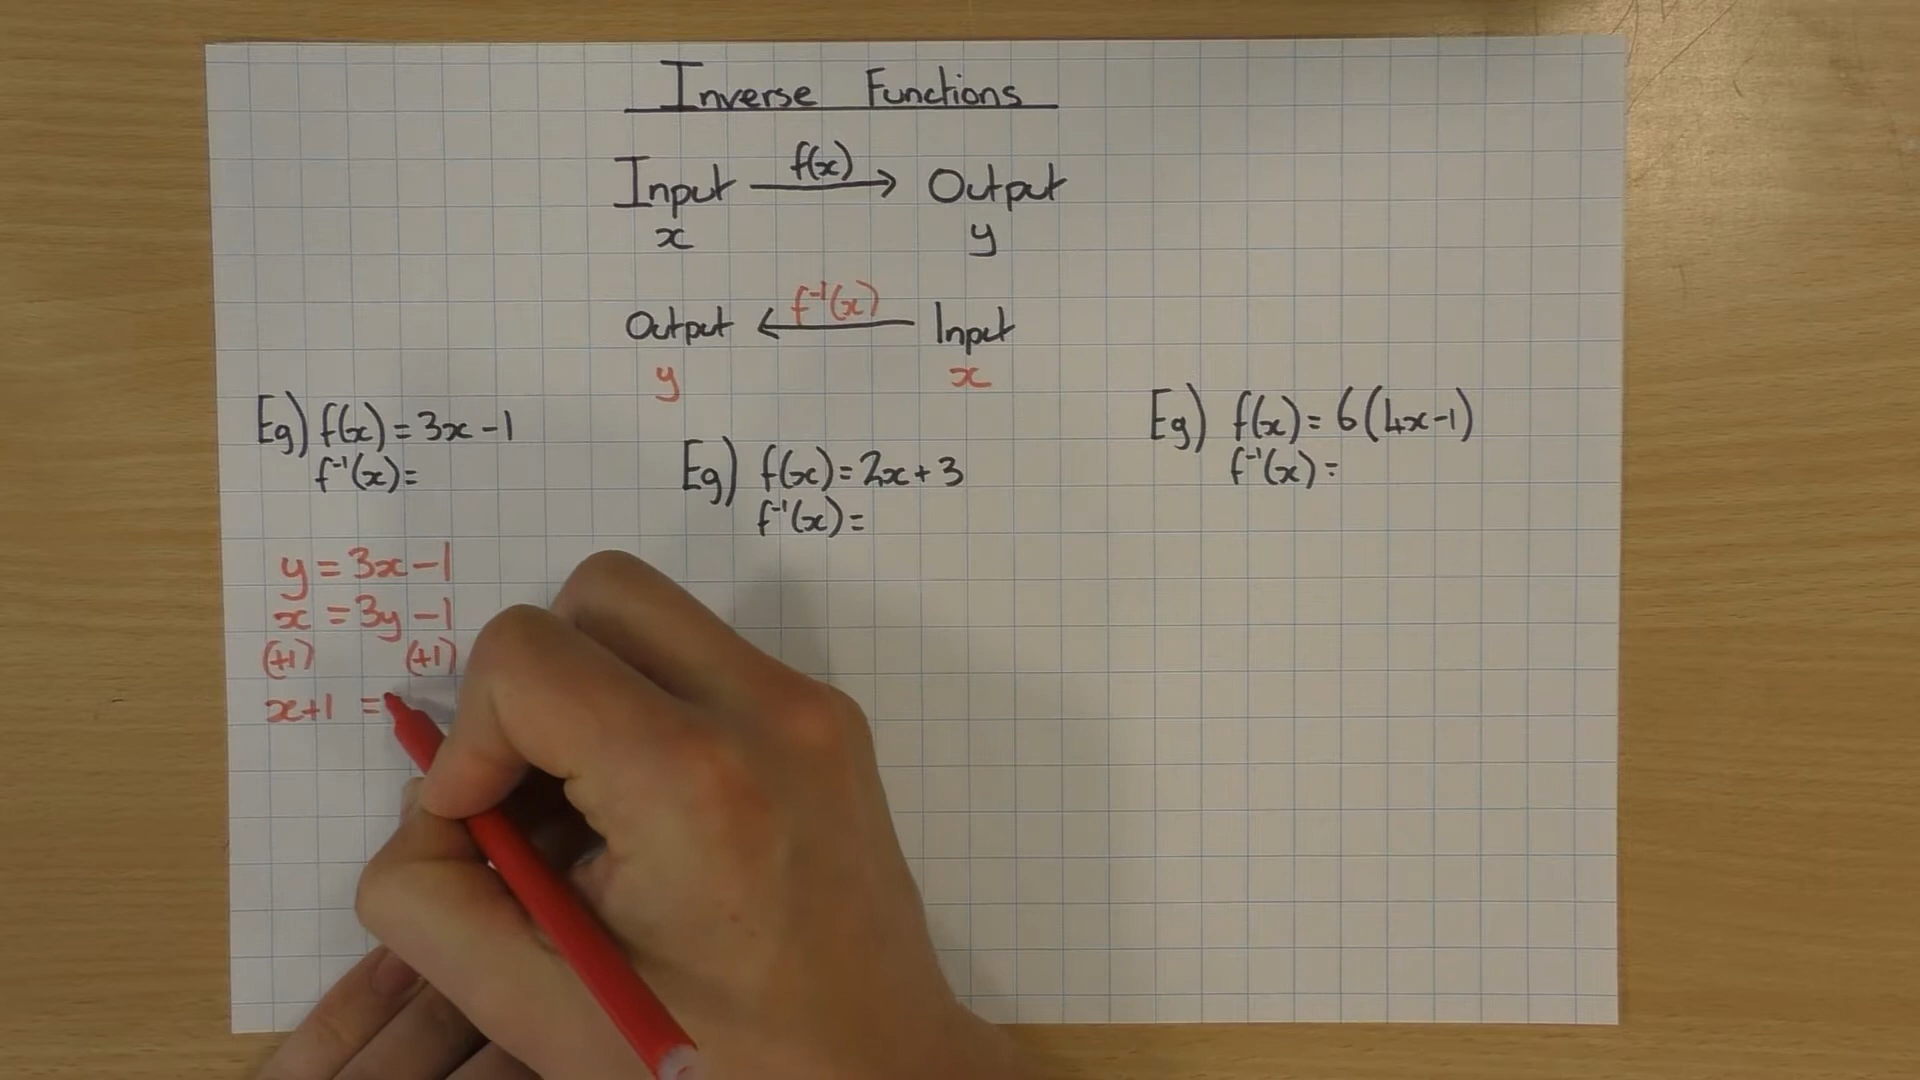 Inverse Functions
f(x)
Input → Output
x y
f⁻¹(x)
Output ← Input
y x
Eg) f(x) = 3x - 1
f⁻¹(x) =
y = 3x - 1
x = 3y - 1
(+1) (+1)
x+1 =
Eg) f(x) = 2x + 3
f⁻¹(x) =
Eg) f(x) = 6(4x-1)
f⁻¹(x) =